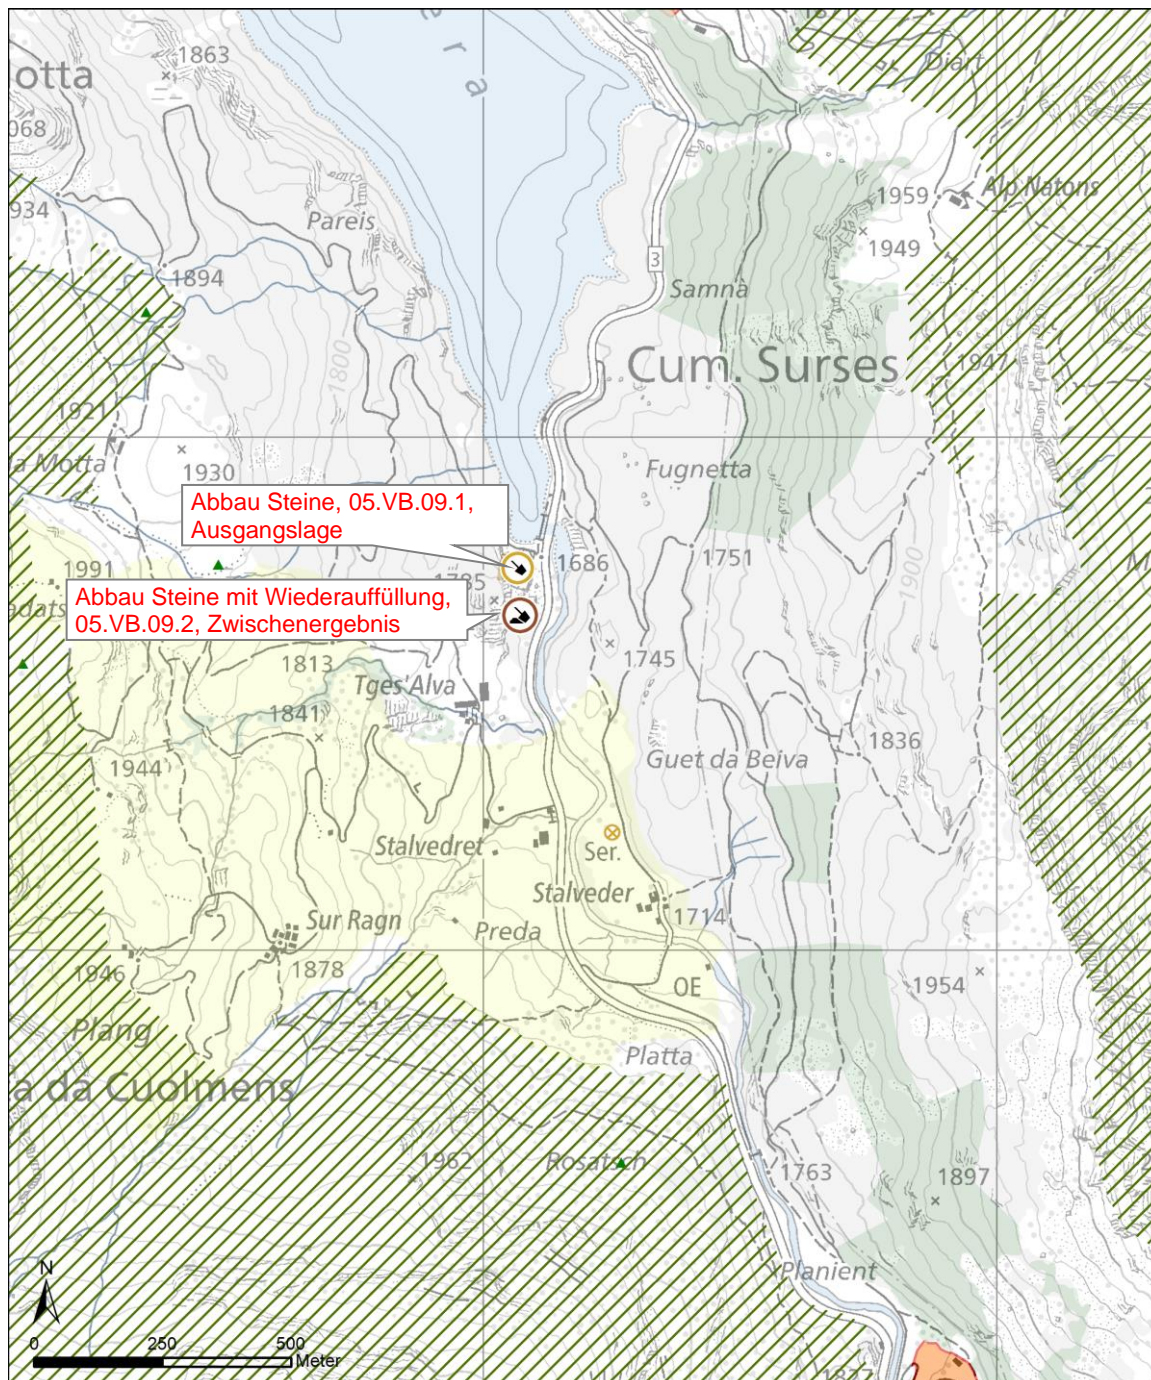 1863
otta
Diart
068
1959
Alp Natons
934
Pareis
1949
1894
3
Samna
1800
Cum. Surses
1947
1921
la Motta
1930
Fugnetta
Abbau Steine, 05.VB.09.1,
Ausgangslage
1751
1686
1900
1991
1785
Abbau Steine mit Wiederauffüllung,
05.VB.09.2, Zwischenergebnis
1745
1813
Tges'Alva
1841
1836
1944
Guet da Beiva
Stalvedret
Ser.
Stalveder
1714
Sur Ragn
Preda
1878
1946
1954
OE
Plang
Platta
a da Cuolmens
1962
Rosatsch
1763
1897
N
Planient
0 250 500
Meter